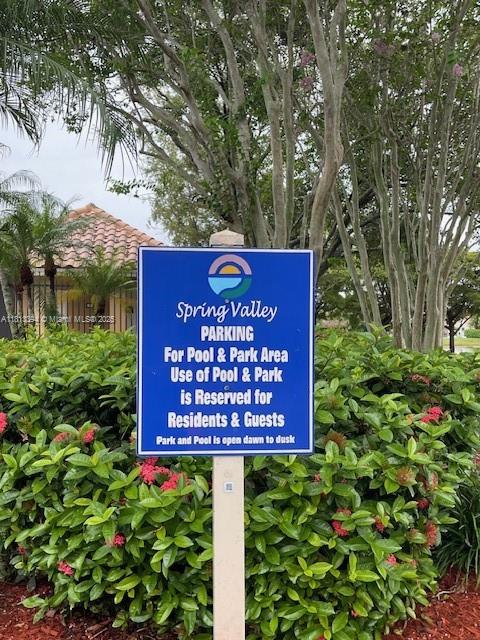 Spring Valley
PARKING
For Pool & Park Area
Use of Pool & Park
is Reserved for
Residents & Guests
Park and Pool is open dawn to dusk